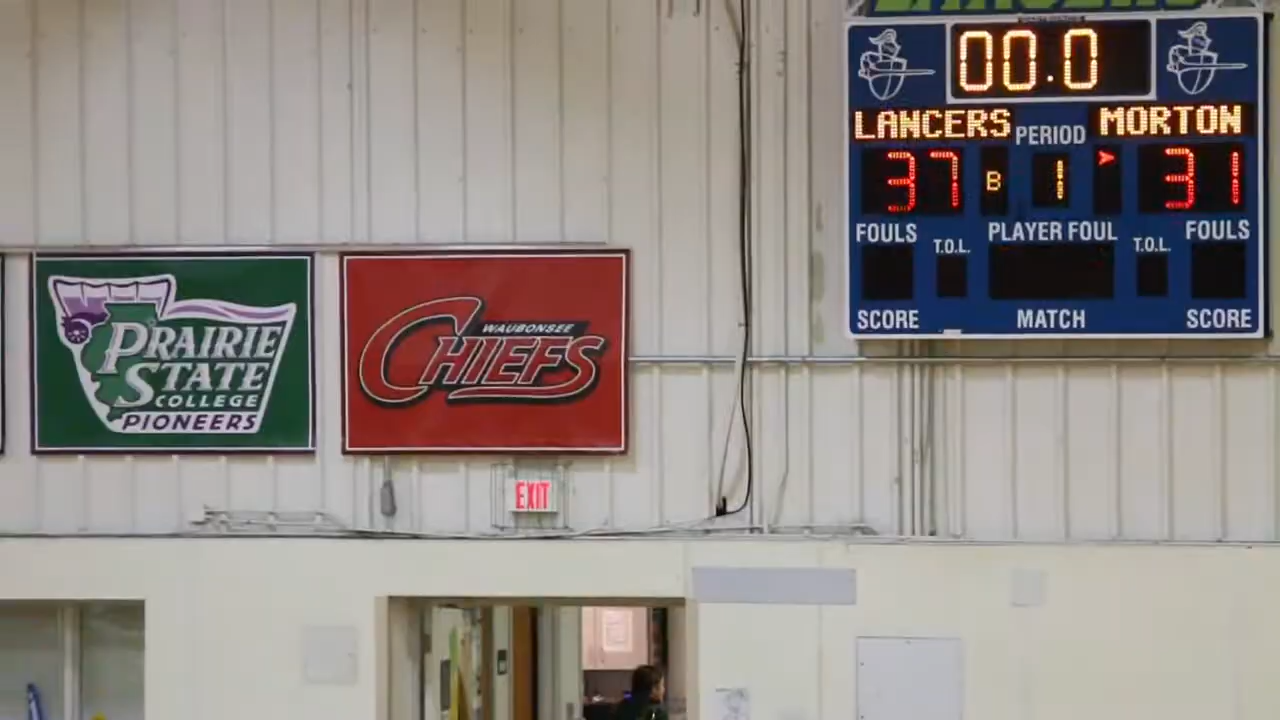 00.0
LANCERS PERIOD MORTON
37 B 1 31
FOULS T.O.L. PLAYER FOUL T.O.L. FOULS
SCORE MATCH SCORE
PRAIRIE
STATE
COLLEGE
PIONEERS
WAUBONSEE
CHIEFS
EXIT